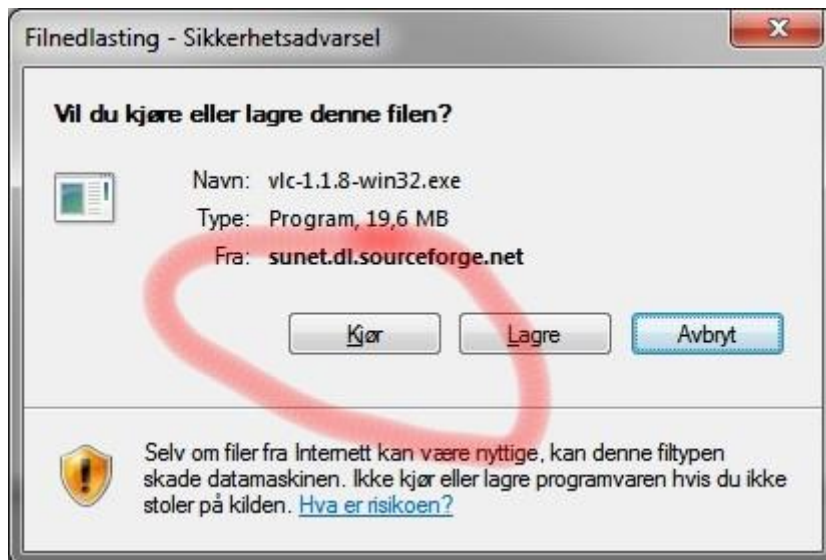 Filnedlasting - Sikkerhetsadvarsel
Vil du kjøre eller lagre denne filen?
Navn: vlc-1.1.8-win32.exe
Type: Program, 19,6 MB
Fra: sunet.dl.sourceforge.net
Kjør Lagre Avbryt
Selv om filer fra Internett kan være nyttige, kan denne filtypen
skade datamaskinen. Ikke kjør eller lagre programvaren hvis du ikke
stoler på kilden. Hva er risikoen?